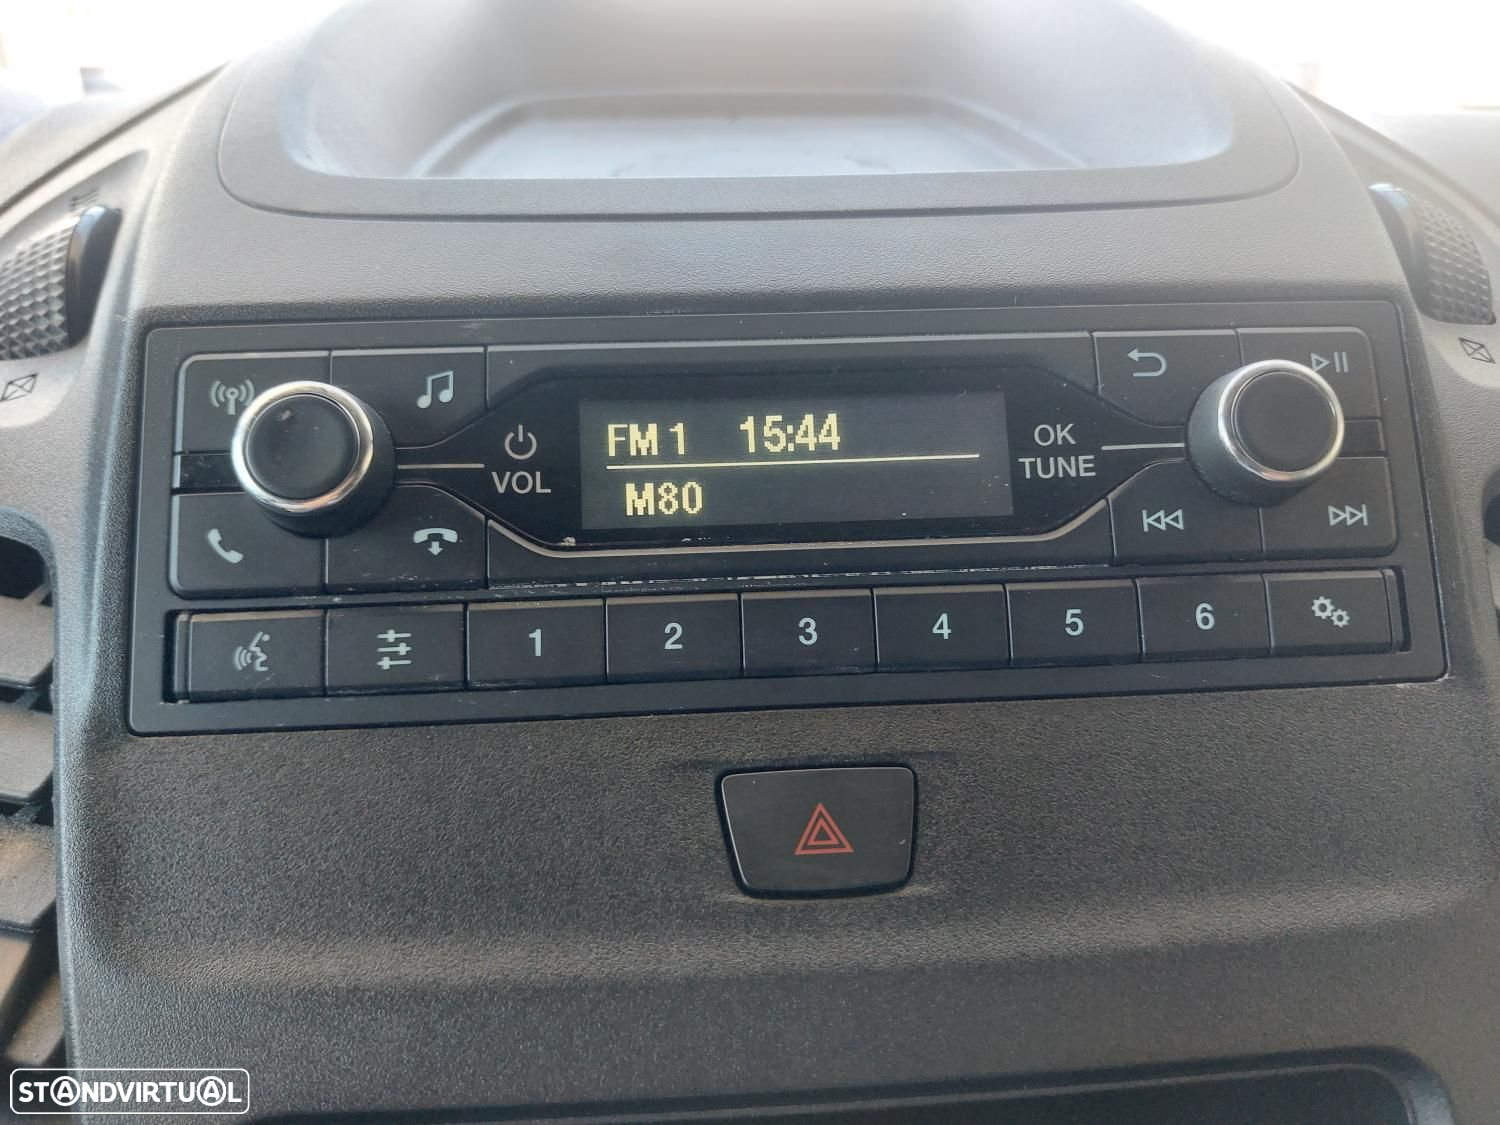 FM 1 15:44
M80
VOL
OK
TUNE
1 2 3 4 5 6
STANDVIRTUAL